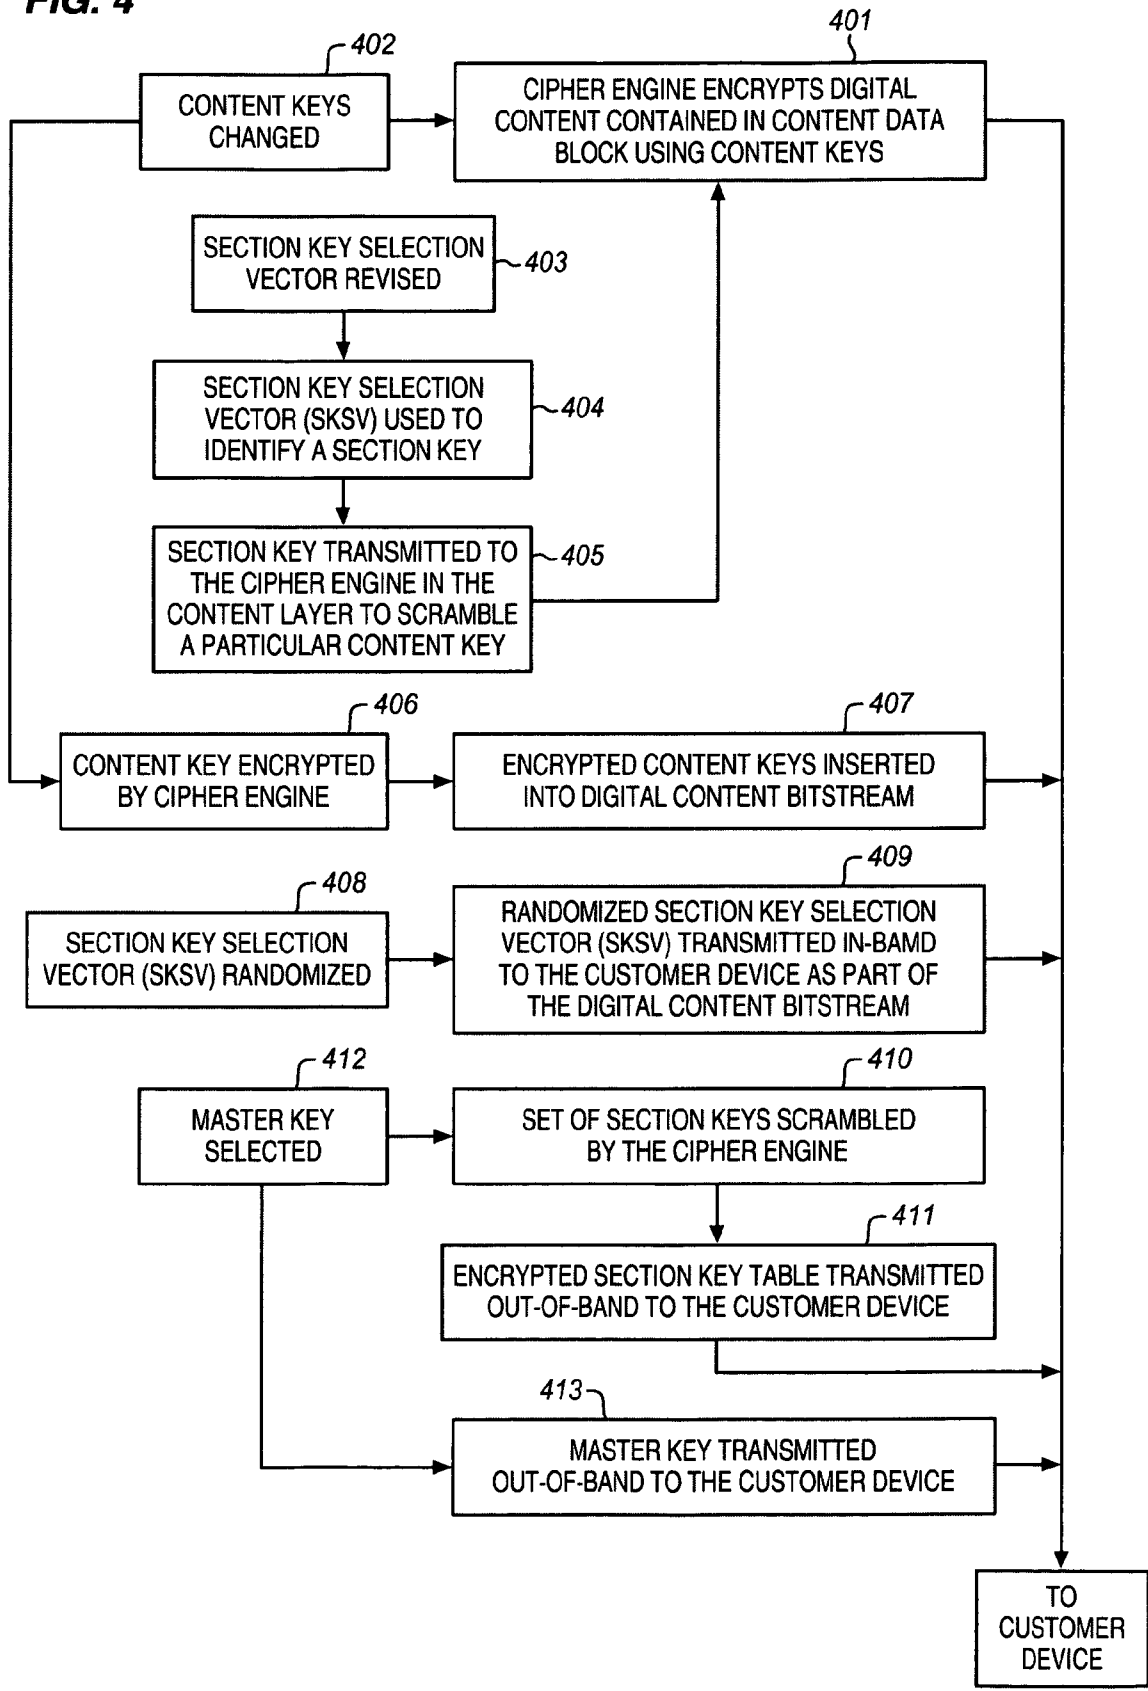 FIG. 4
401
402
CONTENT KEYS
CHANGED
CIPHER ENGINE ENCRYPTS DIGITAL
CONTENT CONTAINED IN CONTENT DATA
BLOCK USING CONTENT KEYS
SECTION KEY SELECTION
VECTOR REVISED
403
SECTION KEY SELECTION
VECTOR (SKSV) USED TO
IDENTIFY A SECTION KEY
404
SECTION KEY TRANSMITTED TO
THE CIPHER ENGINE IN THE
CONTENT LAYER TO SCRAMBLE
A PARTICULAR CONTENT KEY
405
406
CONTENT KEY ENCRYPTED
BY CIPHER ENGINE
407
ENCRYPTED CONTENT KEYS INSERTED
INTO DIGITAL CONTENT BITSTREAM
408
SECTION KEY SELECTION
VECTOR (SKSV) RANDOMIZED
409
RANDOMIZED SECTION KEY SELECTION
VECTOR (SKSV) TRANSMITTED IN-BAMD
TO THE CUSTOMER DEVICE AS PART OF
THE DIGITAL CONTENT BITSTREAM
412
MASTER KEY
SELECTED
410
SET OF SECTION KEYS SCRAMBLED
BY THE CIPHER ENGINE
411
ENCRYPTED SECTION KEY TABLE TRANSMITTED
OUT-OF-BAND TO THE CUSTOMER DEVICE
413
MASTER KEY TRANSMITTED
OUT-OF-BAND TO THE CUSTOMER DEVICE
TO
CUSTOMER
DEVICE